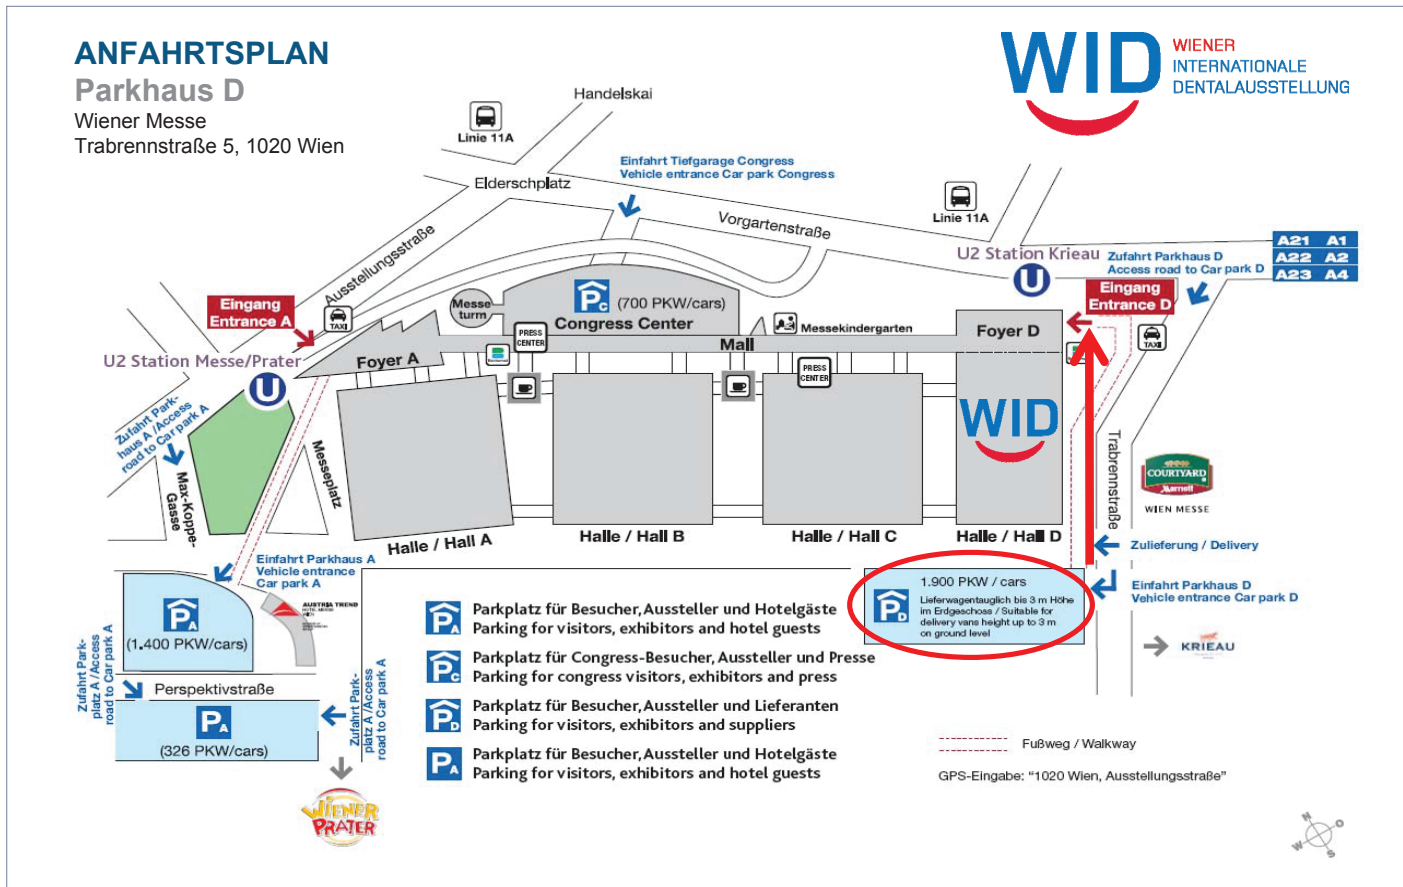 ANFAHRTSPLAN
Parkhaus D
Wiener Messe
Trabrennstraße 5, 1020 Wien
WID
WIENER
INTERNATIONALE
DENTALAUSSTELLUNG
Handelskai
Linie 11A
Elderschplatz
Einfahrt Tiefgarage Congress
Vehicle entrance Car park Congress
Linie 11A
Vorgartenstraße
Ausstellungsstraße
A21 A1
A22 A2
A23 A4
U2 Station Krieau
U
Zufahrt Parkhaus D
Access road to Car park D
Eingang
Entrance D
Eingang
Entrance A
TAXI
Messe
turm
PC
(700 PKW/cars)
Congress Center
Messekindergarten
Foyer D
TAXI
PRESS
CENTER
Mall
Foyer A
PRESS
CENTER
U2 Station Messe/Prater
U
Zufahrt Park-
haus A /Access
road to Car park A
WID
Messeplatz
Max-Koppe-
Gasse
Trabrennstraße
COURTYARD
Marriott
WIEN MESSE
Halle / Hall A
Halle / Hall B
Halle / Hall C
Halle / Hall D
Zulieferung / Delivery
Einfahrt Parkhaus A
Vehicle entrance
Car park A
Einfahrt Parkhaus D
Vehicle entrance Car park D
1.900 PKW / cars
PD
Lieferwagentauglich bis 3 m Höhe
im Erdgeschoss / Suitable for
delivery vans height up to 3 m
on ground level
KRIEAU
PA
(1.400 PKW/cars)
AUSTRIA TREND
Zufahrt Park-
platz A /Access
road to Car park A
Perspektivstraße
PA
(326 PKW/cars)
Zufahrt Park-
platz A /Access
road to Car park A
WIENER
PRATER
PA
Parkplatz für Besucher, Aussteller und Hotelgäste
Parking for visitors, exhibitors and hotel guests
PC
Parkplatz für Congress-Besucher, Aussteller und Presse
Parking for congress visitors, exhibitors and press
PD
Parkplatz für Besucher, Aussteller und Lieferanten
Parking for visitors, exhibitors and suppliers
PA
Parkplatz für Besucher, Aussteller und Hotelgäste
Parking for visitors, exhibitors and hotel guests
Fußweg / Walkway
GPS-Eingabe: "1020 Wien, Ausstellungsstraße"
N
O
W
S